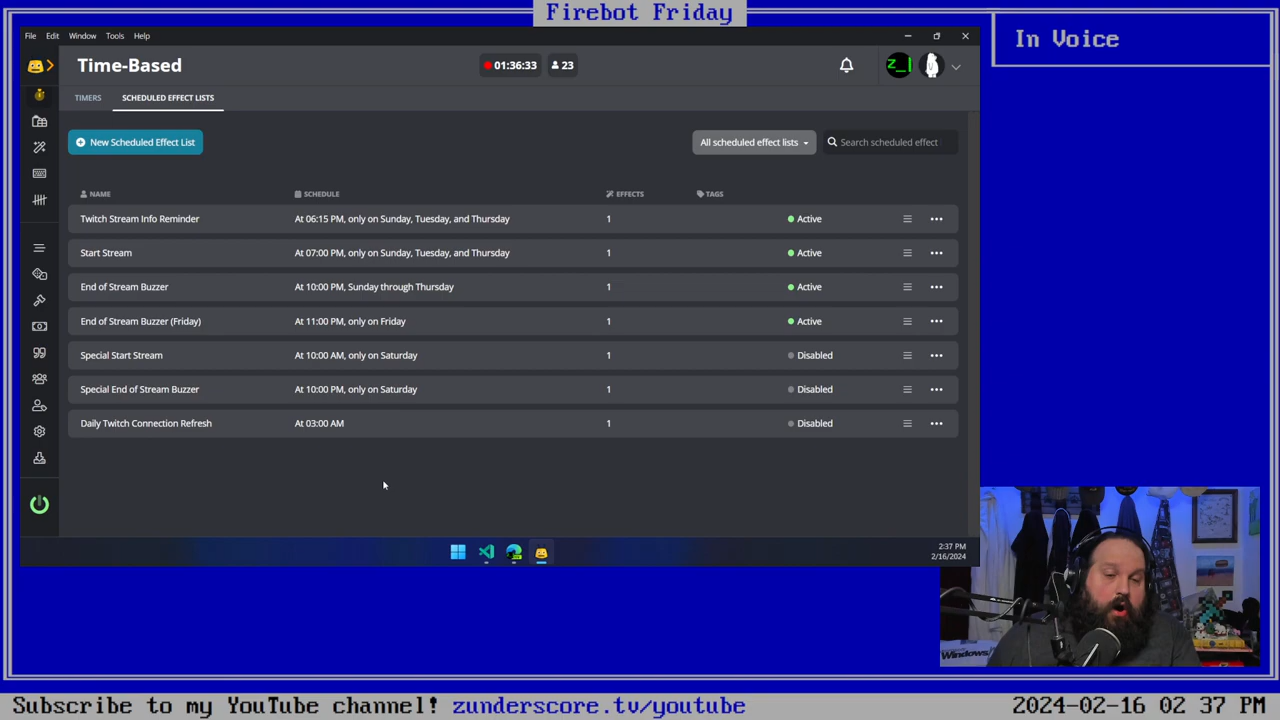 Firebot Friday
In Voice
File Edit Window Tools Help
Time-Based
01:36:33
23
z_
TIMERS
SCHEDULED EFFECT LISTS
New Scheduled Effect List
All scheduled effect lists
Search scheduled effect
NAME SCHEDULE EFFECTS TAGS
Twitch Stream Info Reminder At 06:15 PM, only on Sunday, Tuesday, and Thursday 1 Active
Start Stream At 07:00 PM, only on Sunday, Tuesday, and Thursday 1 Active
End of Stream Buzzer At 10:00 PM, Sunday through Thursday 1 Active
End of Stream Buzzer (Friday) At 11:00 PM, only on Friday 1 Active
Special Start Stream At 10:00 AM, only on Saturday 1 Disabled
Special End of Stream Buzzer At 10:00 PM, only on Saturday 1 Disabled
Daily Twitch Connection Refresh At 03:00 AM 1 Disabled
2:37 PM
2/16/2024
Windows
Subscribe to my YouTube channel! zunderscore.tv/youtube
2024-02-16 02 37 PM